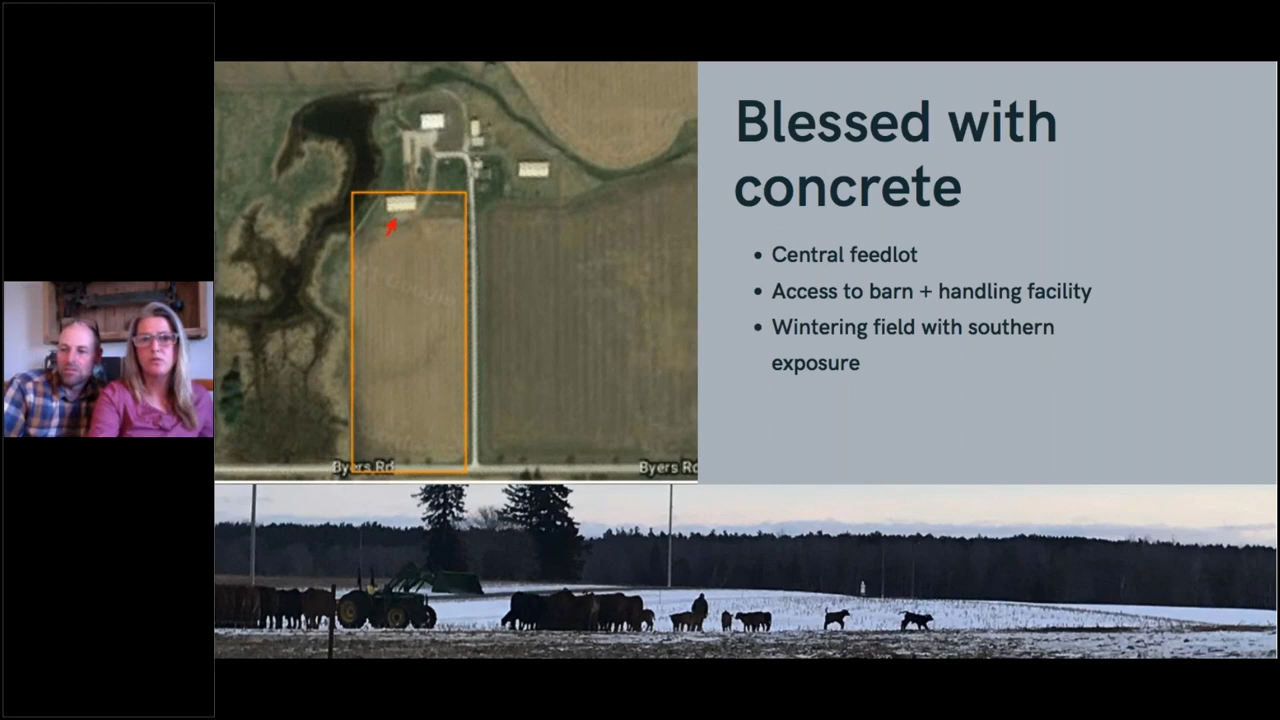 Blessed with
concrete
• Central feedlot
• Access to barn + handling facility
• Wintering field with southern
exposure
Byers Rd
Byers Rd